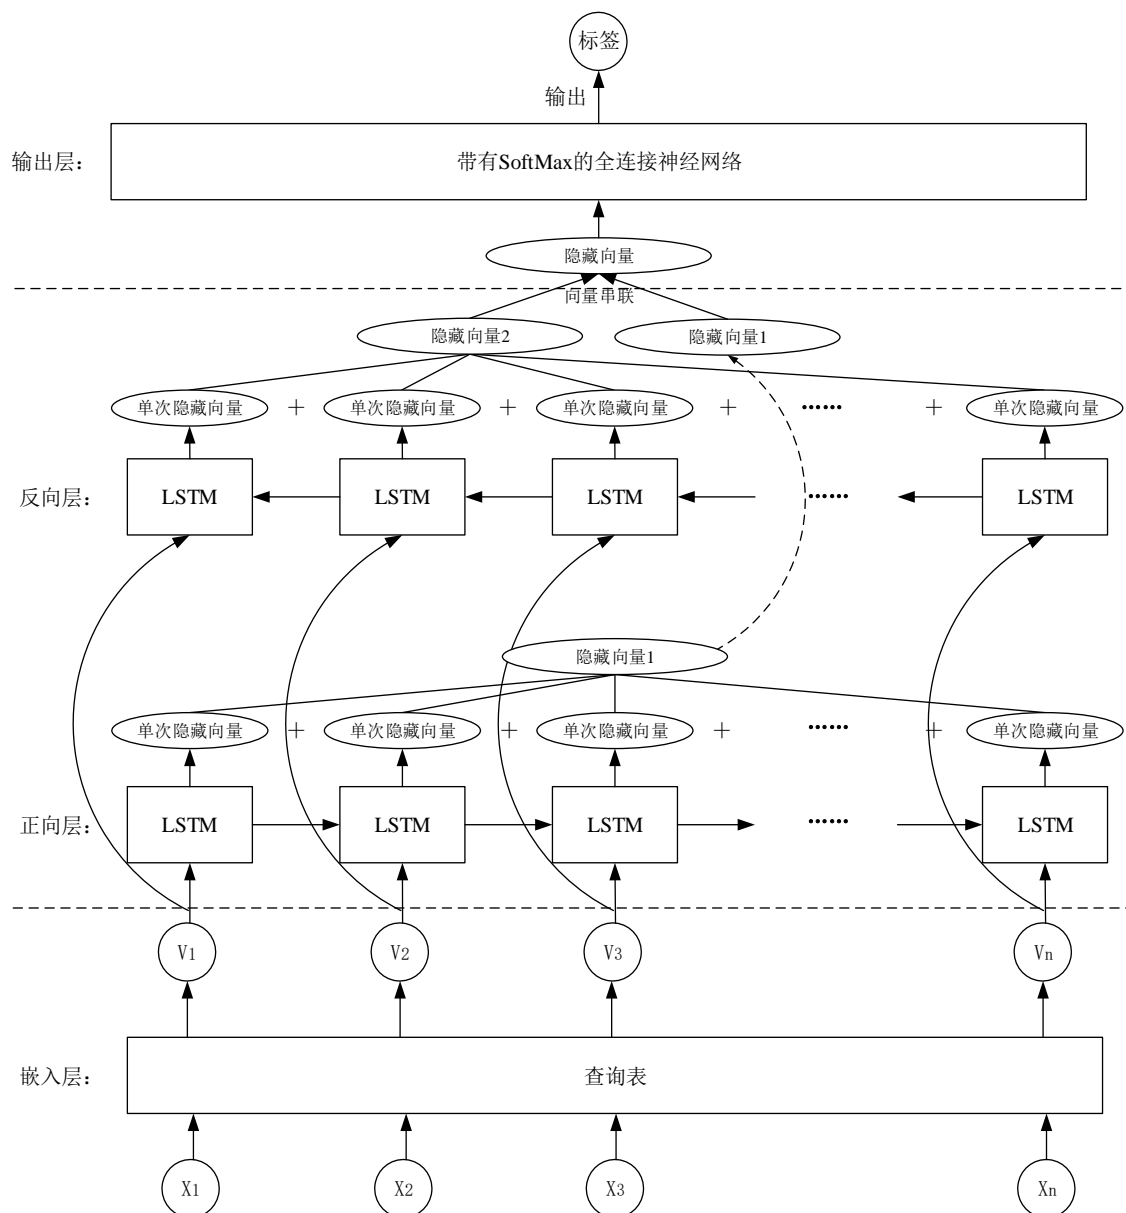 标签
输出
输出层：
带有SoftMax的全连接神经网络
隐藏向量
向量串联
隐藏向量2
隐藏向量1
单次隐藏向量 + 单次隐藏向量 + 单次隐藏向量 + ...... + 单次隐藏向量
反向层：
LSTM LSTM LSTM ...... LSTM
隐藏向量1
单次隐藏向量 + 单次隐藏向量 + 单次隐藏向量 + ...... + 单次隐藏向量
正向层：
LSTM LSTM LSTM ...... LSTM
V1 V2 V3 Vn
嵌入层：
查询表
X1 X2 X3 Xn